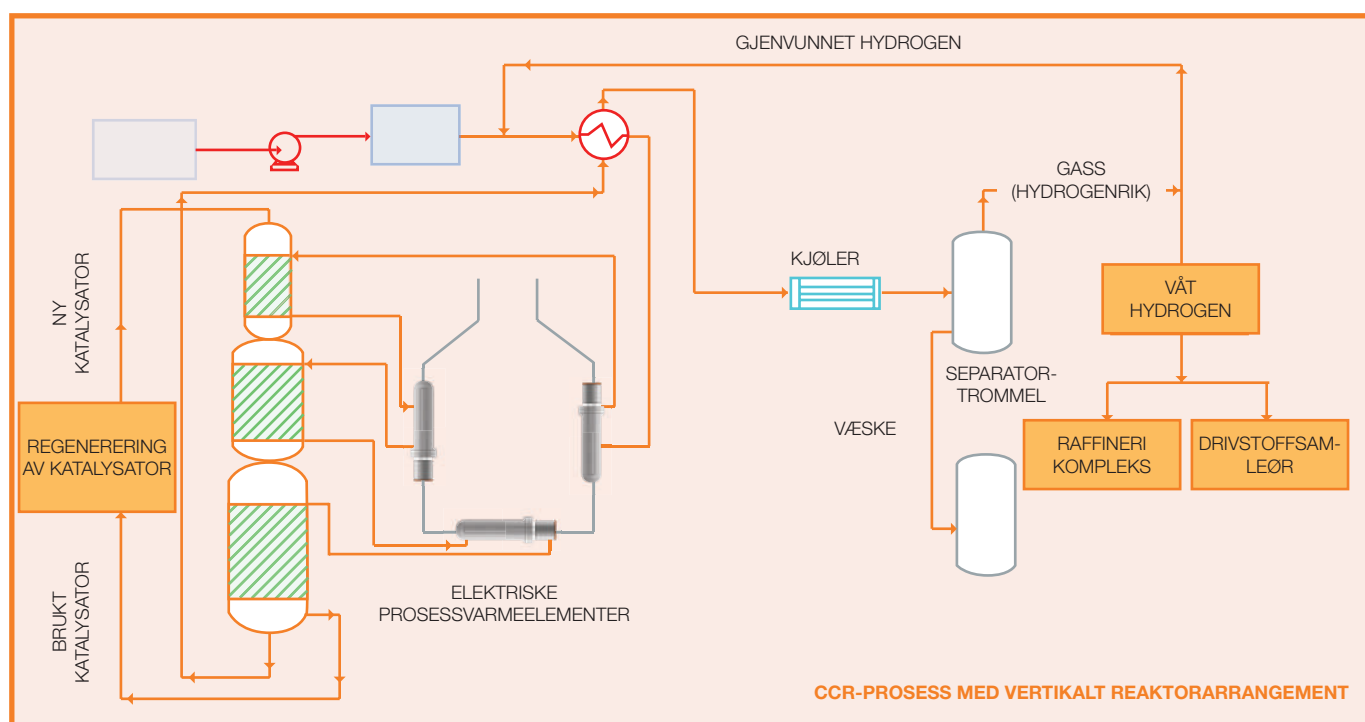 GJENVUNNET HYDROGEN
GASS
(HYDROGENRIK)
KJØLER
VÅT
HYDROGEN
NY
KATALYSATOR
SEPARATOR-
TROMMEL
VÆSKE
REGENERERING
AV KATALYSATOR
RAFFINERI
KOMPLEKS
DRIVSTOFFSAM-
LEØR
BRUKT
KATALYSATOR
ELEKTRISKE
PROSESSVARMEELEMENTER
CCR-PROSESS MED VERTIKALT REAKTORARRANGEMENT